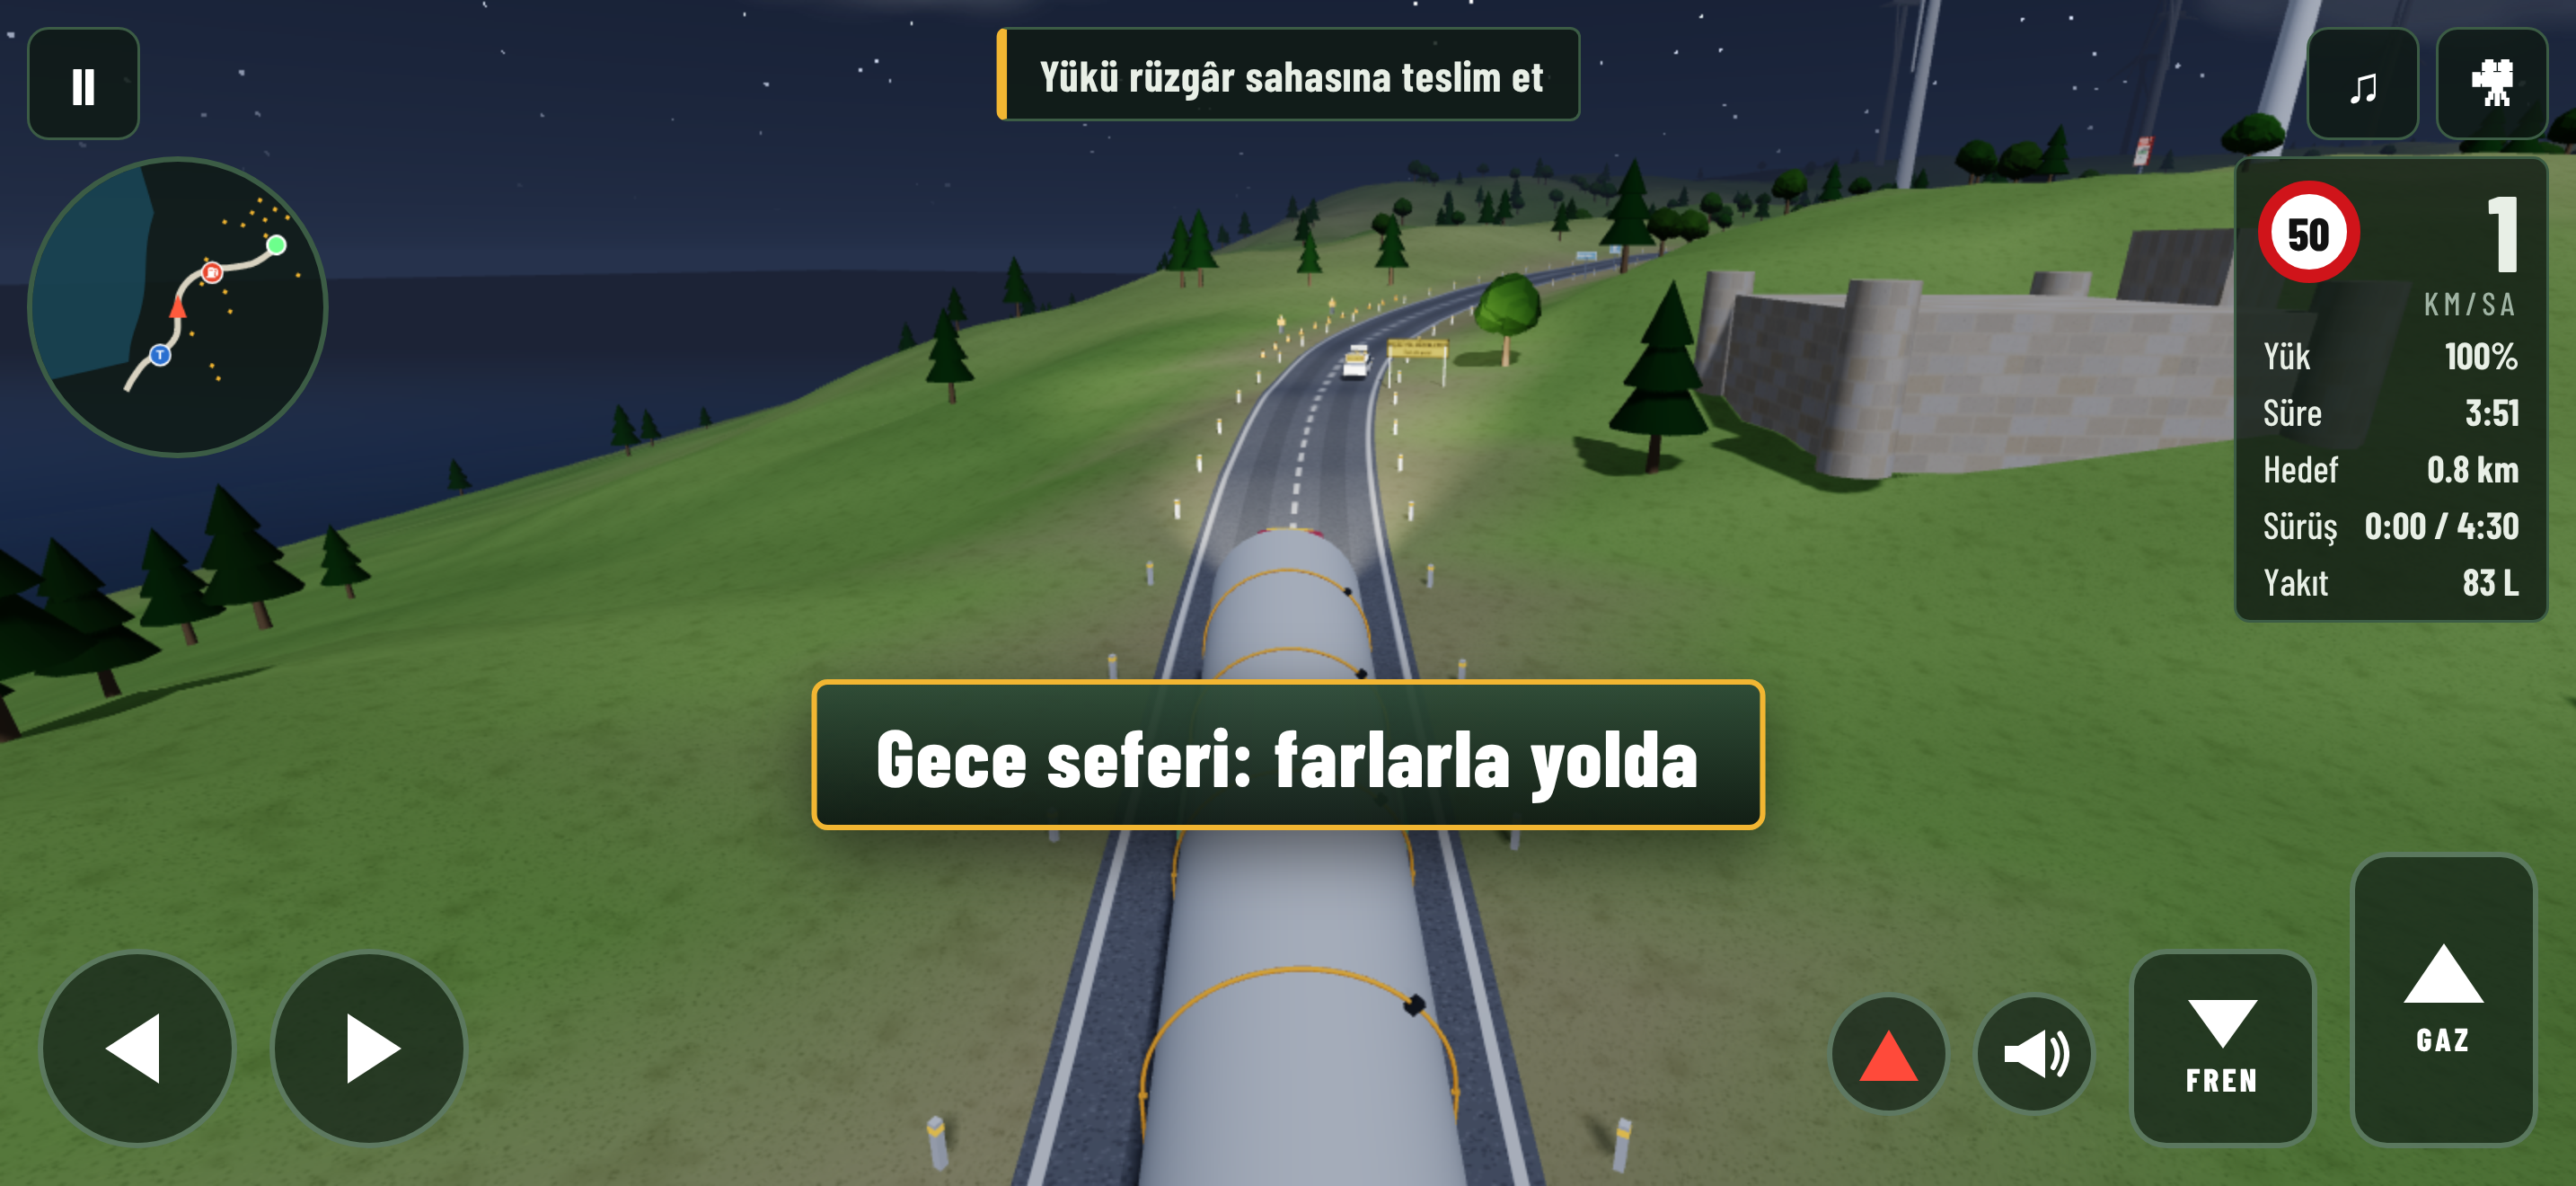 Yükü rüzgâr sahasına teslim et
50
1
KM/SA
Yük 100%
Süre 3:51
Hedef 0.8 km
Sürüş 0:00 / 4:30
Yakıt 83 L
T
Gece seferi: farlarla yolda
FREN
GAZ